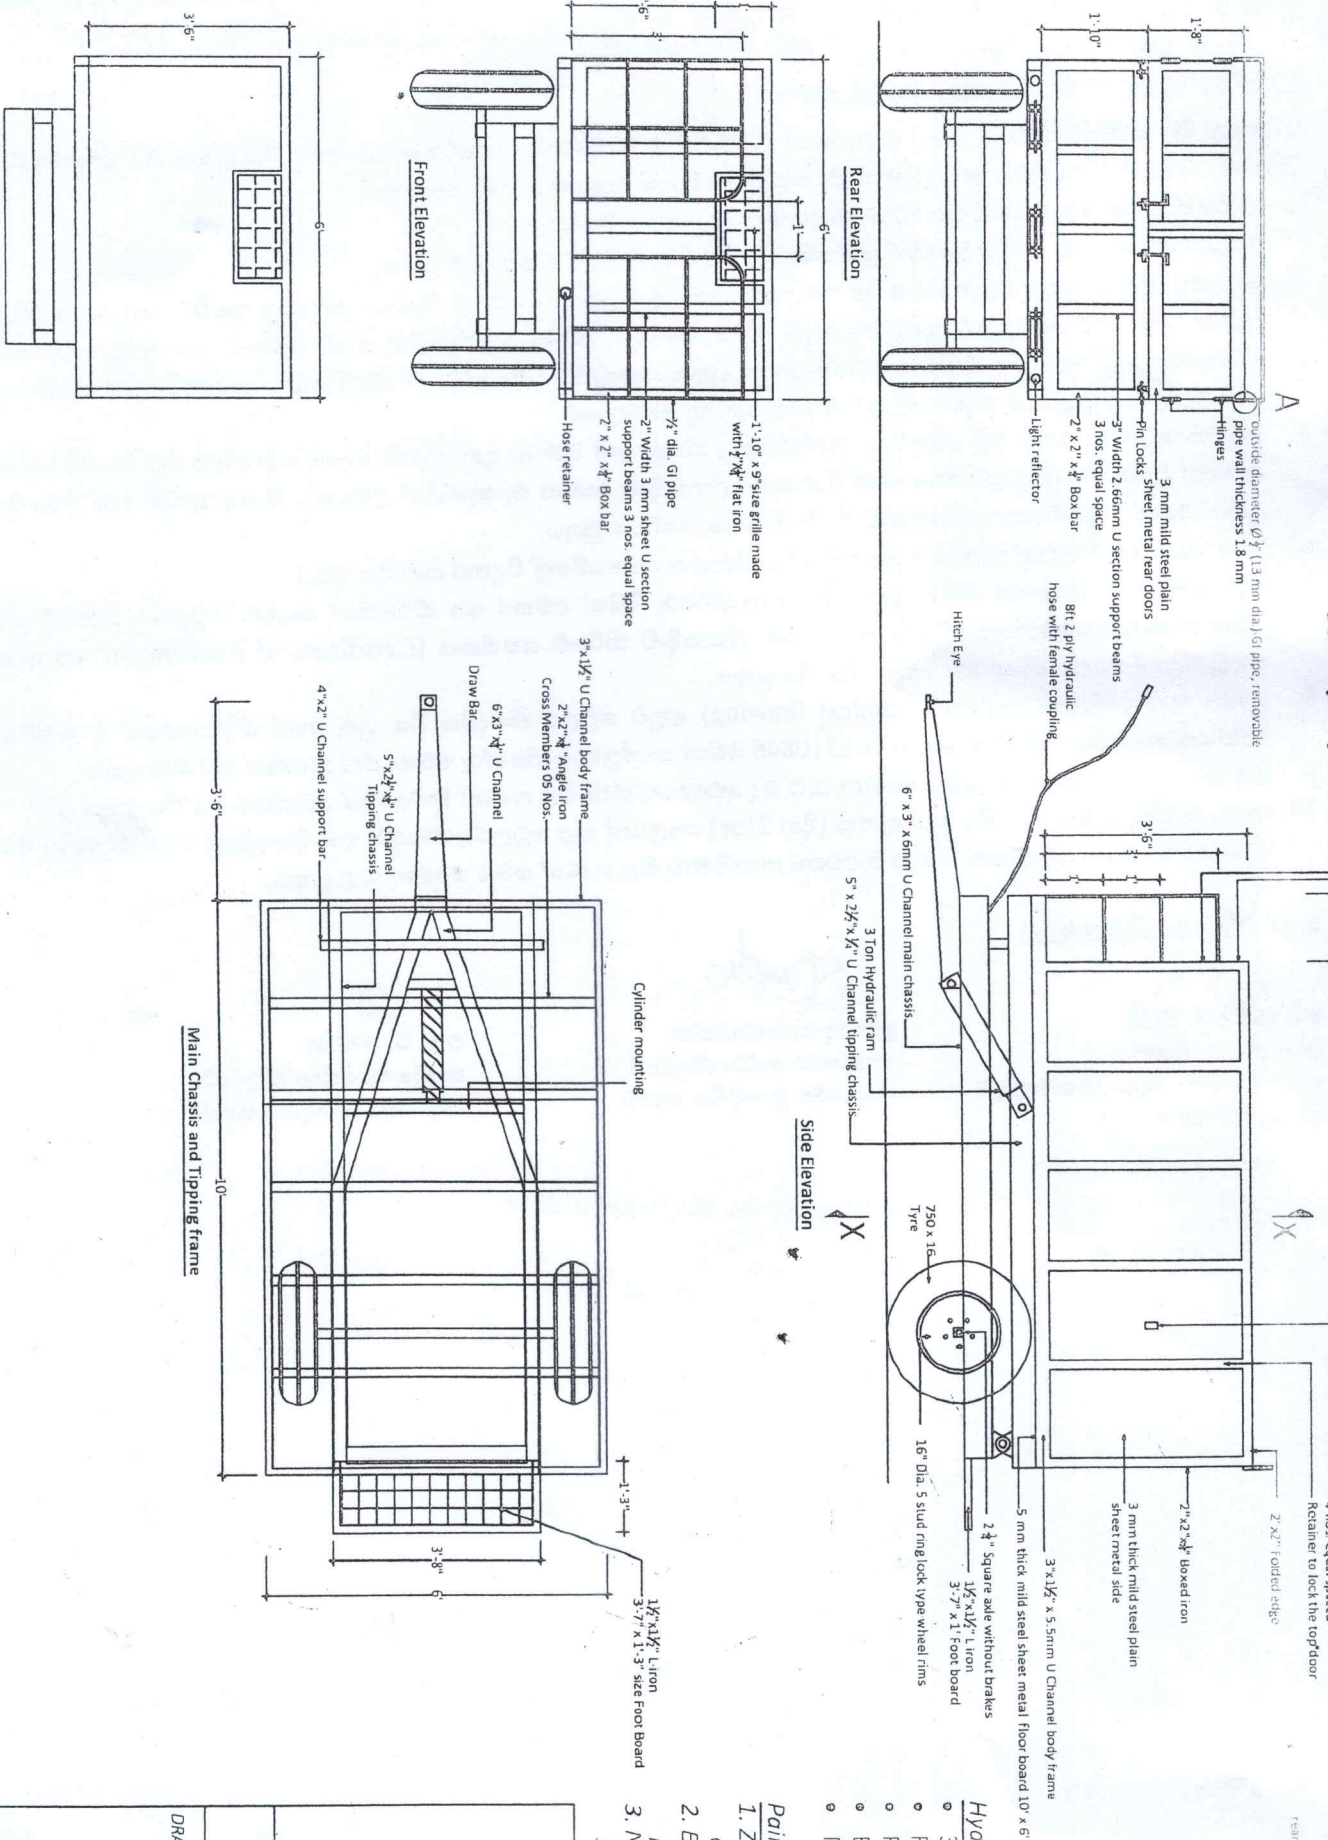 A
outside diameter Ø½" (13 mm dia.) GI pipe, removable
pipe wall thickness 1.8 mm
Hinges
3 mm mild steel plain
Sheet metal rear doors
Pin Locks
3" Width 2.66mm U section support beams
3 nos. equal space
2" x 2" x¼" Box bar
Light reflector
1'-8"
1'-10"
Rear Elevation
6'
1'
3'
1'-10" x 9" size grille made
flat iron
½" dia. GI pipe
2" Width 3 mm sheet U section
support beams 3 nos. equal space
2" x 2" x¼" Box bar
Hose retainer
Front Elevation
6'
3'-6"
8ft 2 ply hydraulic
hose with female coupling
Hitch Eye
6" x 3" x 6mm U Channel main chassis
3 Ton Hydraulic ram
5" x 2½"x ¼" U Channel tipping chassis
3'-6"
3'
1'
1'
X
X
Side Elevation
750 x 16
Tyre
Retainer to lock the top door
2"x2" Folded edge
2"x2"x¼" Boxed iron
3 mm thick mild steel plain
sheet metal side
3"x1½" x 5.5mm U Channel body frame
5 mm thick mild steel sheet metal floor board 10' x 6'
2 ¼" Square axle without brakes
1½"x1½" L iron
3'-7" x 1' Foot board
16" Dia. 5 stud ring lock type wheel rims
3"x1½" U Channel body frame
2"x2"x¼" Angle Iron
Cross Members 05 Nos.
6"x3"x¼" U Channel
Draw Bar
5"x2½"x¼" U Channel
Tipping chassis
4"x2" U Channel support bar
Cylinder mounting
3'-6"
10'
1'-3"
3'-8"
6'
1½"x1½" L-iron
3'-7" x 1'-3" size Foot Board
Main Chassis and Tipping frame
Hyd
Pain
1. Z
2. E
3. N
DRA